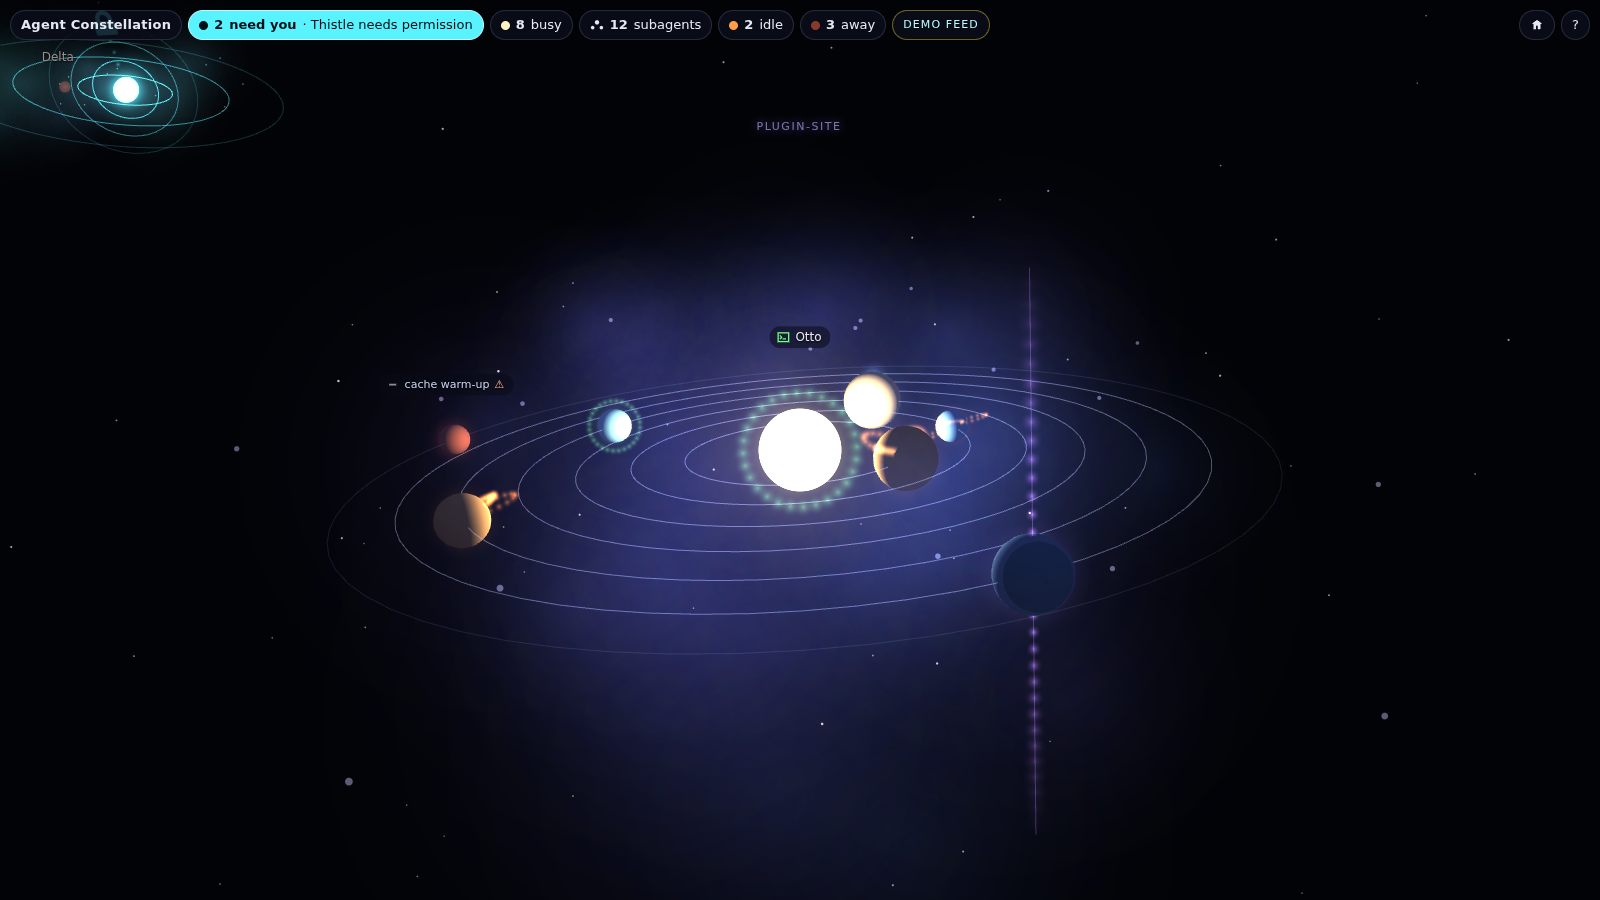 Agent Constellation
2 need you · Thistle needs permission
8 busy
12 subagents
2 idle
3 away
DEMO FEED
?
Delta
PLUGIN-SITE
Otto
cache warm-up ⚠